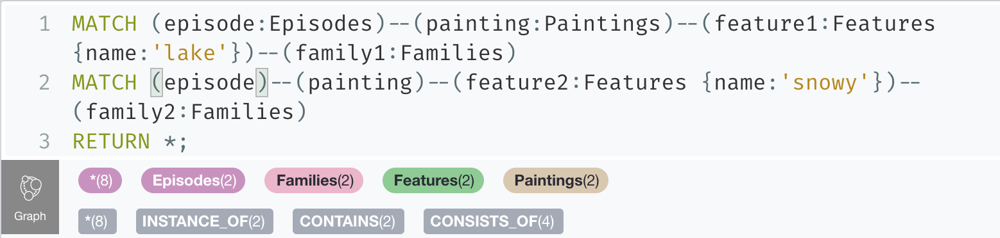 1 MATCH (episode:Episodes)--(painting:Paintings)--(feature1:Features
{name:'lake'})--(family1:Families)
2 MATCH (episode)--(painting)--(feature2:Features {name:'snowy'})--
(family2:Families)
3 RETURN *;
*(8) Episodes(2) Families(2) Features(2) Paintings(2)
Graph
*(8) INSTANCE_OF(2) CONTAINS(2) CONSISTS_OF(4)